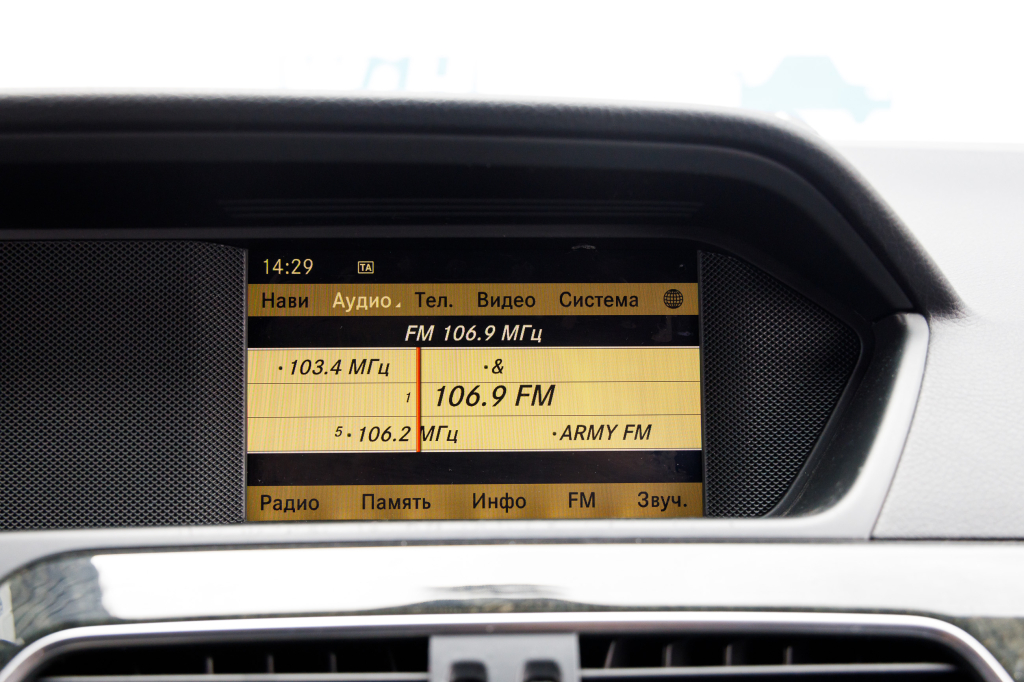 14:29 TA
Нави Аудио Тел. Видео Система
FM 106.9 МГц
· 103.4 МГц · &
1 106.9 FM
5 · 106.2 МГц · ARMY FM
Радио Память Инфо FM Звуч.